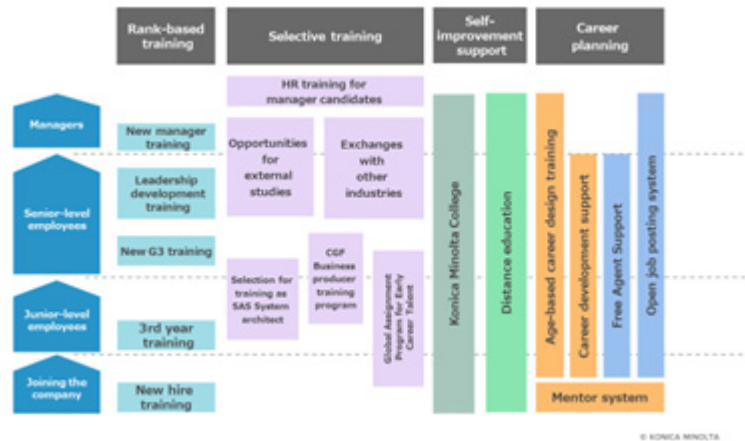 Rank-based
training
Selective training
Self-
improvement
support
Career
planning
HR training for
manager candidates
Managers
New manager
training
Opportunities
for
external
studies
Exchanges
with
other
industries
Senior-level
employees
Leadership
development
training
New G3 training
Selection for
training as
SAS System
architect
CGF
Business
producer
training
program
Global Assignment
Program for Early
Career Talent
Junior-level
employees
3rd year
training
Joining the
company
New hire
training
Konica Minolta College
Distance education
Age-based career design training
Career development support
Free Agent Support
Open job posting system
Mentor system
© KONICA MINOLTA